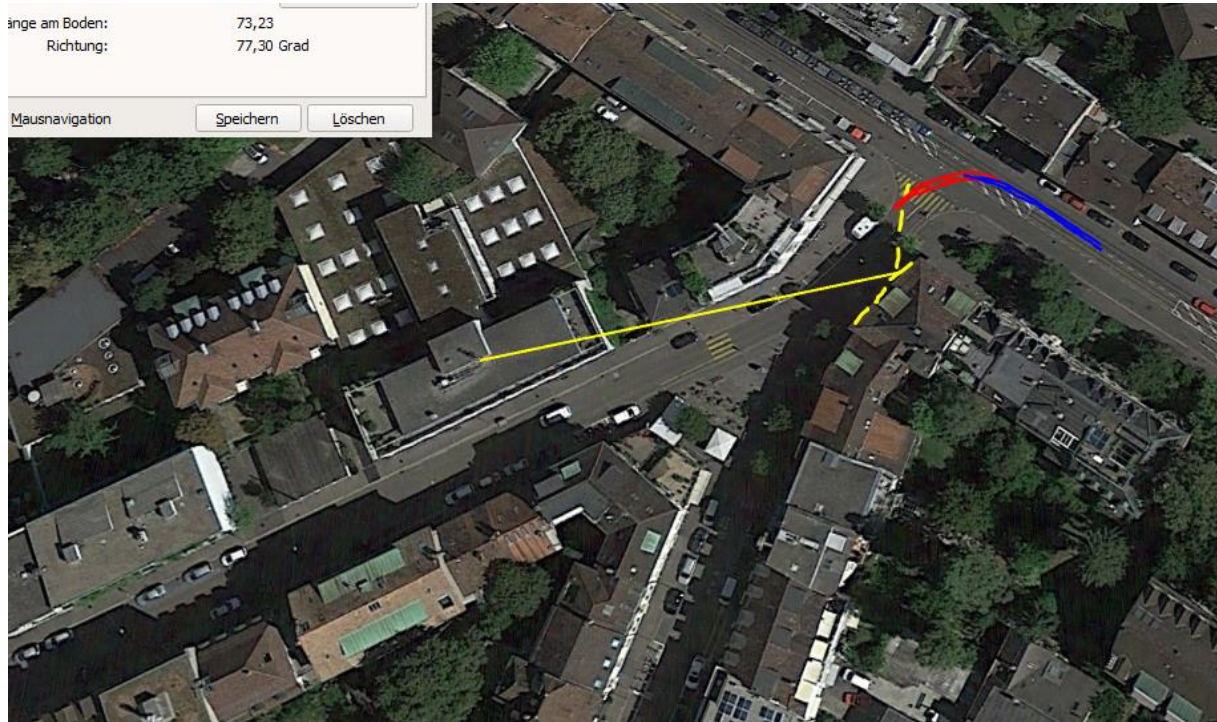 änge am Boden: 73,23
Richtung: 77,30 Grad
Mausnavigation Speichern Löschen